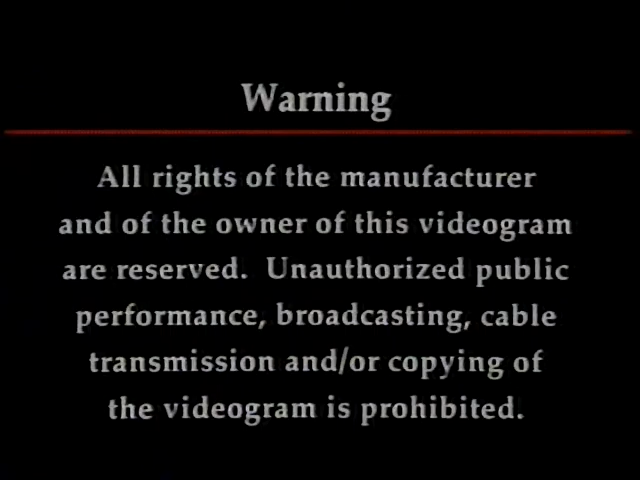 Warning
All rights of the manufacturer
and of the owner of this videogram
are reserved.  Unauthorized public
performance, broadcasting, cable
transmission and/or copying of
the videogram is prohibited.